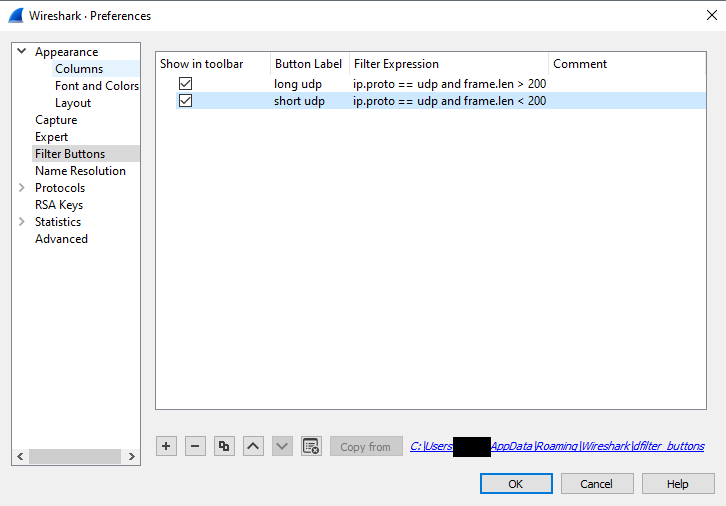 Wireshark · Preferences
Appearance
Columns
Font and Colors
Layout
Capture
Expert
Filter Buttons
Name Resolution
Protocols
RSA Keys
Statistics
Advanced
Show in toolbar Button Label Filter Expression Comment
long udp ip.proto == udp and frame.len > 200
short udp ip.proto == udp and frame.len < 200
Copy from C:\Users AppData\Roaming\Wireshark\dfilter_buttons
OK Cancel Help